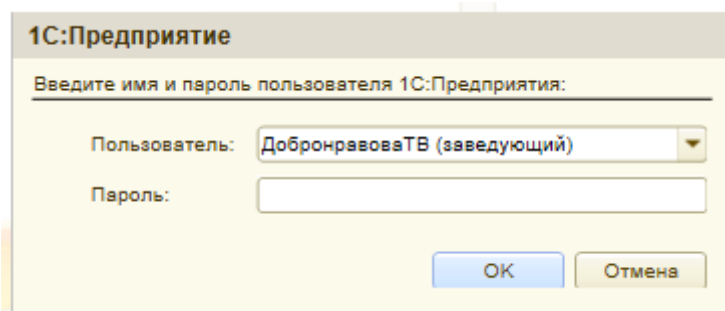 1С:Предприятие
Введите имя и пароль пользователя 1С:Предприятия:
Пользователь: ДобронравоваТВ (заведующий)
Пароль:
OK Отмена